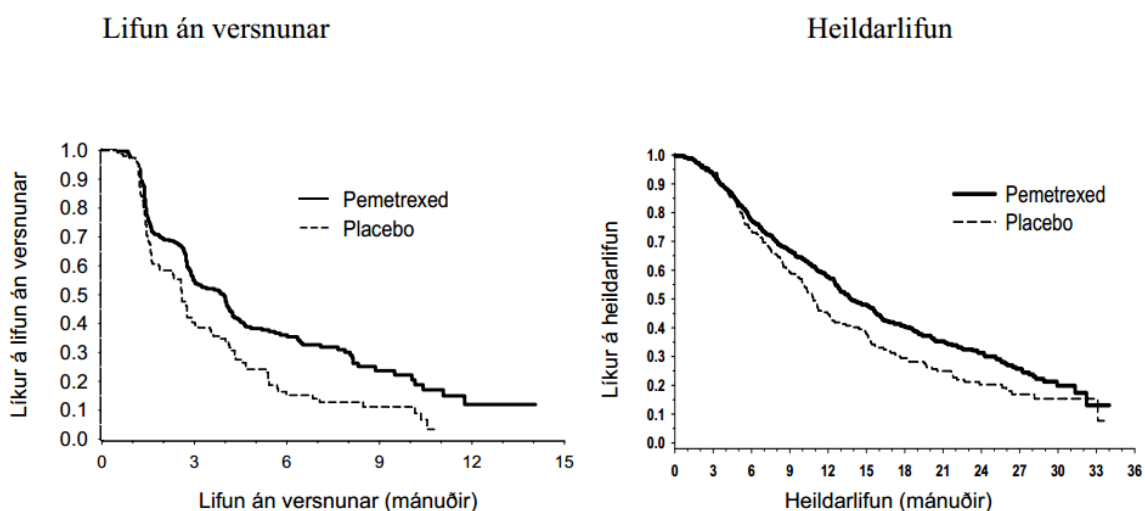 Lifun án versnunar
Heildarlifun
Líkur á lifun án versnunar
1.0
0.9
0.8
0.7
0.6
0.5
0.4
0.3
0.2
0.1
0.0
Pemetrexed
Placebo
0 3 6 9 12 15
Lifun án versnunar (mánuðir)
Líkur á heildarlifun
1.0
0.9
0.8
0.7
0.6
0.5
0.4
0.3
0.2
0.1
0.0
Pemetrexed
Placebo
0 3 6 9 12 15 18 21 24 27 30 33 36
Heildarlifun (mánuðir)